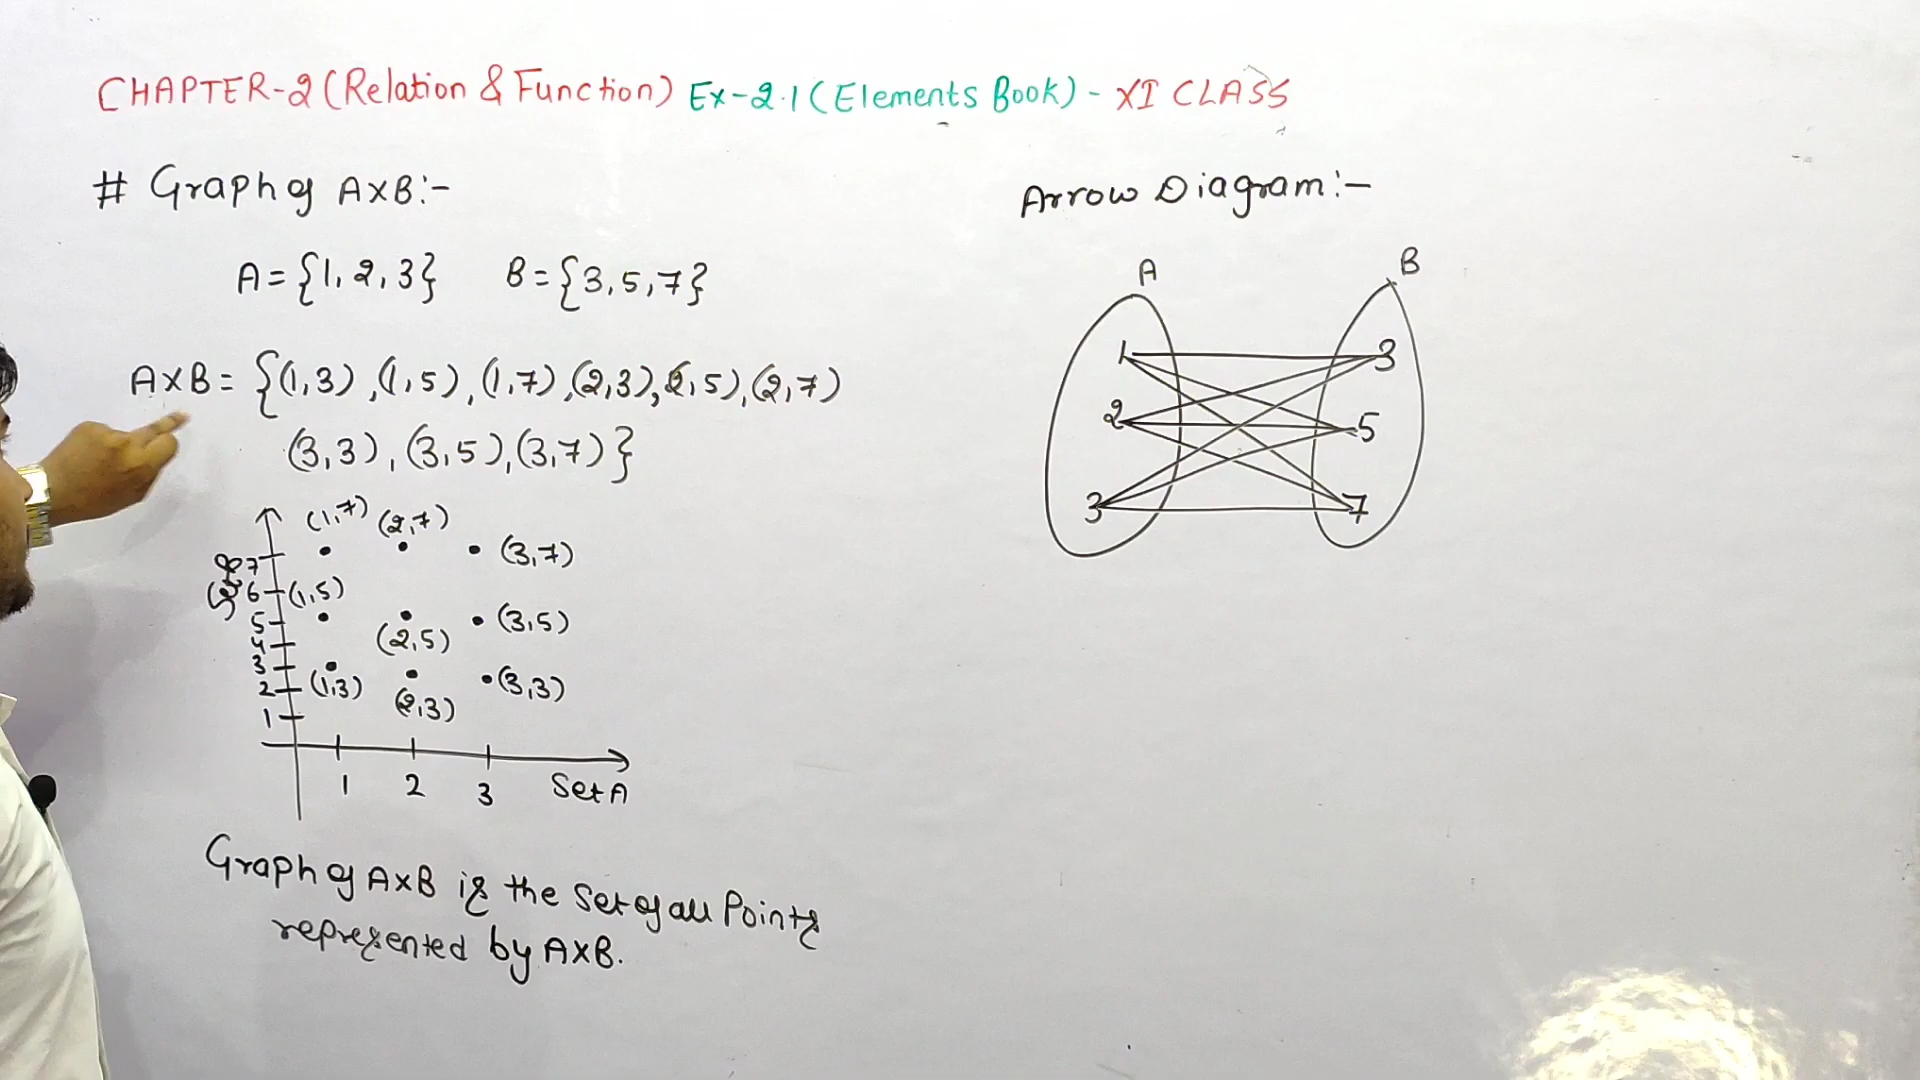 CHAPTER-2 (Relation & Function) Ex-2.1 (Elements Book) - XI CLASS
# Graph of A×B:-
A={1,2,3} B={3,5,7}
A×B = {(1,3),(1,5),(1,7),(2,3),(2,5),(2,7)
(3,3),(3,5),(3,7)}
(1,7) (2,7)
7 (3,7)
6 (1,5)
5 (3,5)
4 (2,5)
3
2 (1,3) (3,3)
1 (2,3)
1 2 3 Set A
Graph of A×B is the Set of all Points
represented by A×B.
Arrow Diagram:-
A B
1 3
2 5
3 7